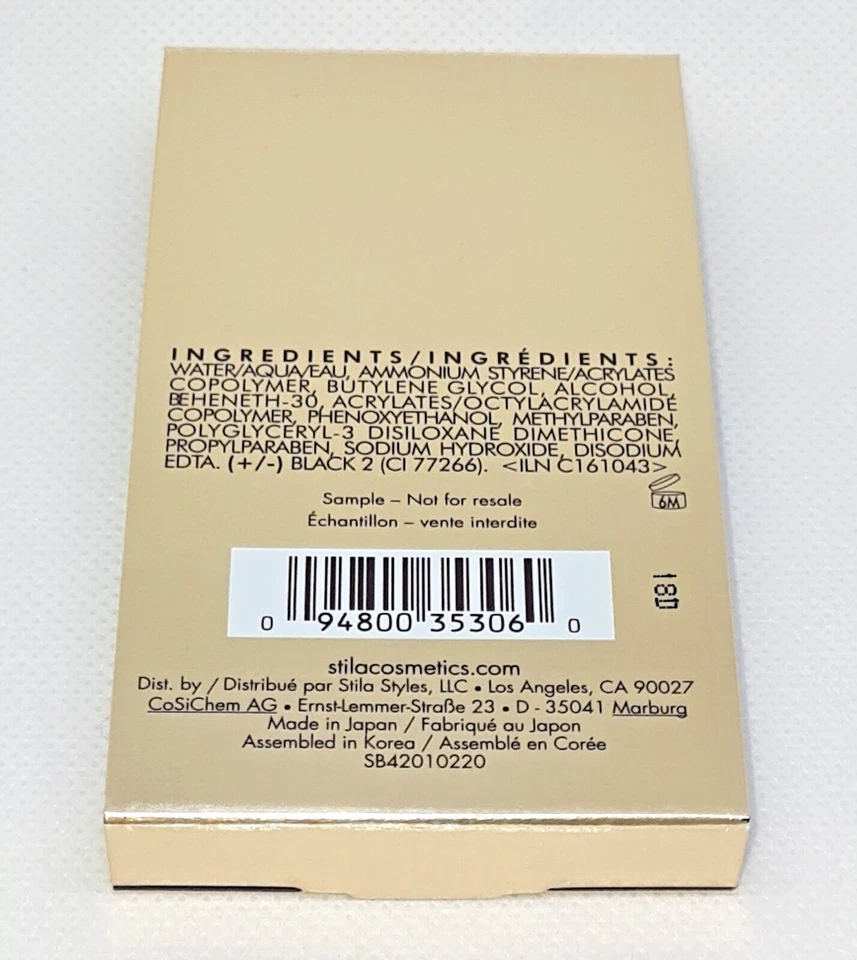 INGREDIENTS/INGRÉDIENTS:
WATER/AQUA/EAU, AMMONIUM STYRENE/ACRYLATES
COPOLYMER, BUTYLENE GLYCOL, ALCOHOL,
BEHENETH-30, ACRYLATES/OCTYLACRYLAMIDE
COPOLYMER, PHENOXYETHANOL, METHYLPARABEN,
POLYGLYCERYL-3 DISILOXANE DIMETHICONE,
PROPYLPARABEN, SODIUM HYDROXIDE, DISODIUM
EDTA. (+/-) BLACK 2 (CI 77266). <ILN C161043>
6M
Sample – Not for resale
Échantillon – vente interdite
18D
0 94800 35306 0
stilacosmetics.com
Dist. by / Distribué par Stila Styles, LLC • Los Angeles, CA 90027
CoSiChem AG • Ernst-Lemmer-Straße 23 • D - 35041 Marburg
Made in Japan / Fabriqué au Japon
Assembled in Korea / Assemblé en Corée
SB42010220